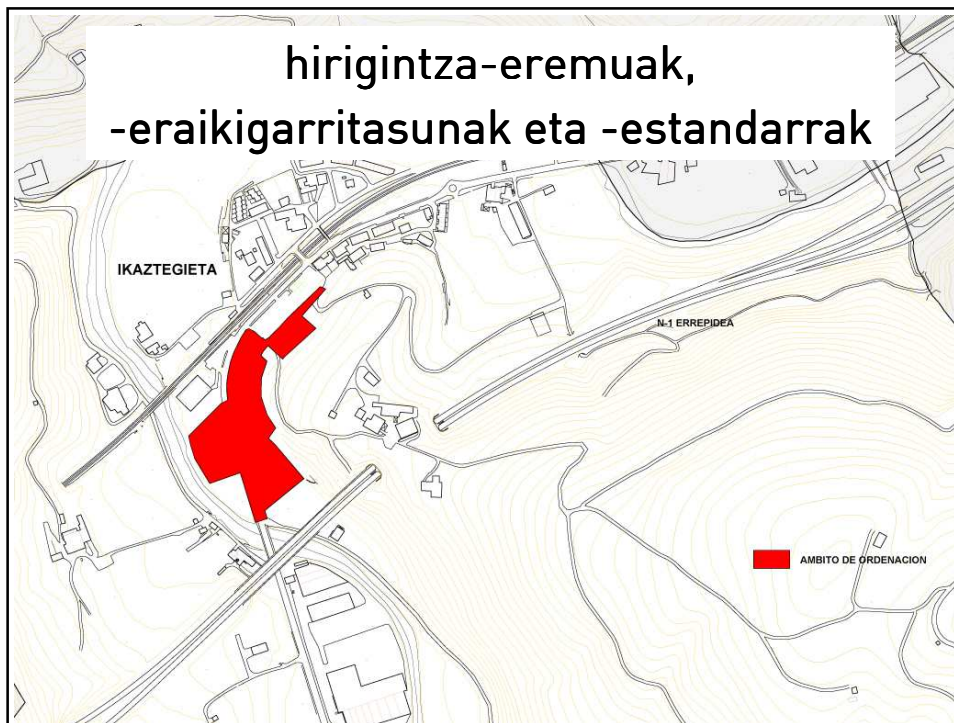 hirigintza-eremuak,
-eraikigarritasunak eta -estandarrak
IKAZTEGIETA
N-1 ERREPIDEA
AMBITO DE ORDENACION